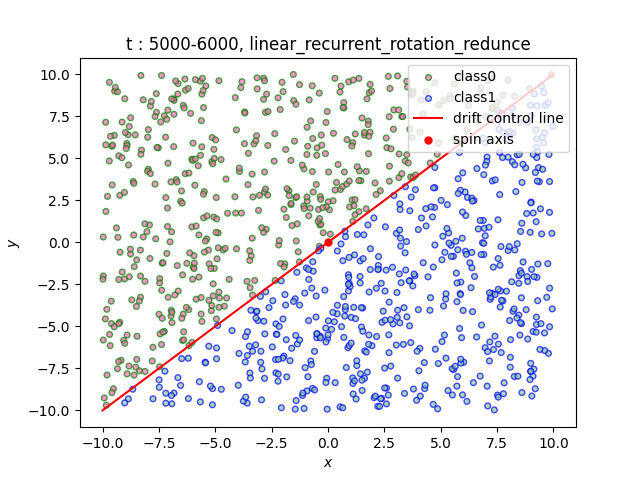 t : 5000-6000, linear_recurrent_rotation_redunce
class0
class1
drift control line
spin axis
y
10.0
7.5
5.0
2.5
0.0
−2.5
−5.0
−7.5
−10.0
−10.0 −7.5 −5.0 −2.5 0.0 2.5 5.0 7.5 10.0
x